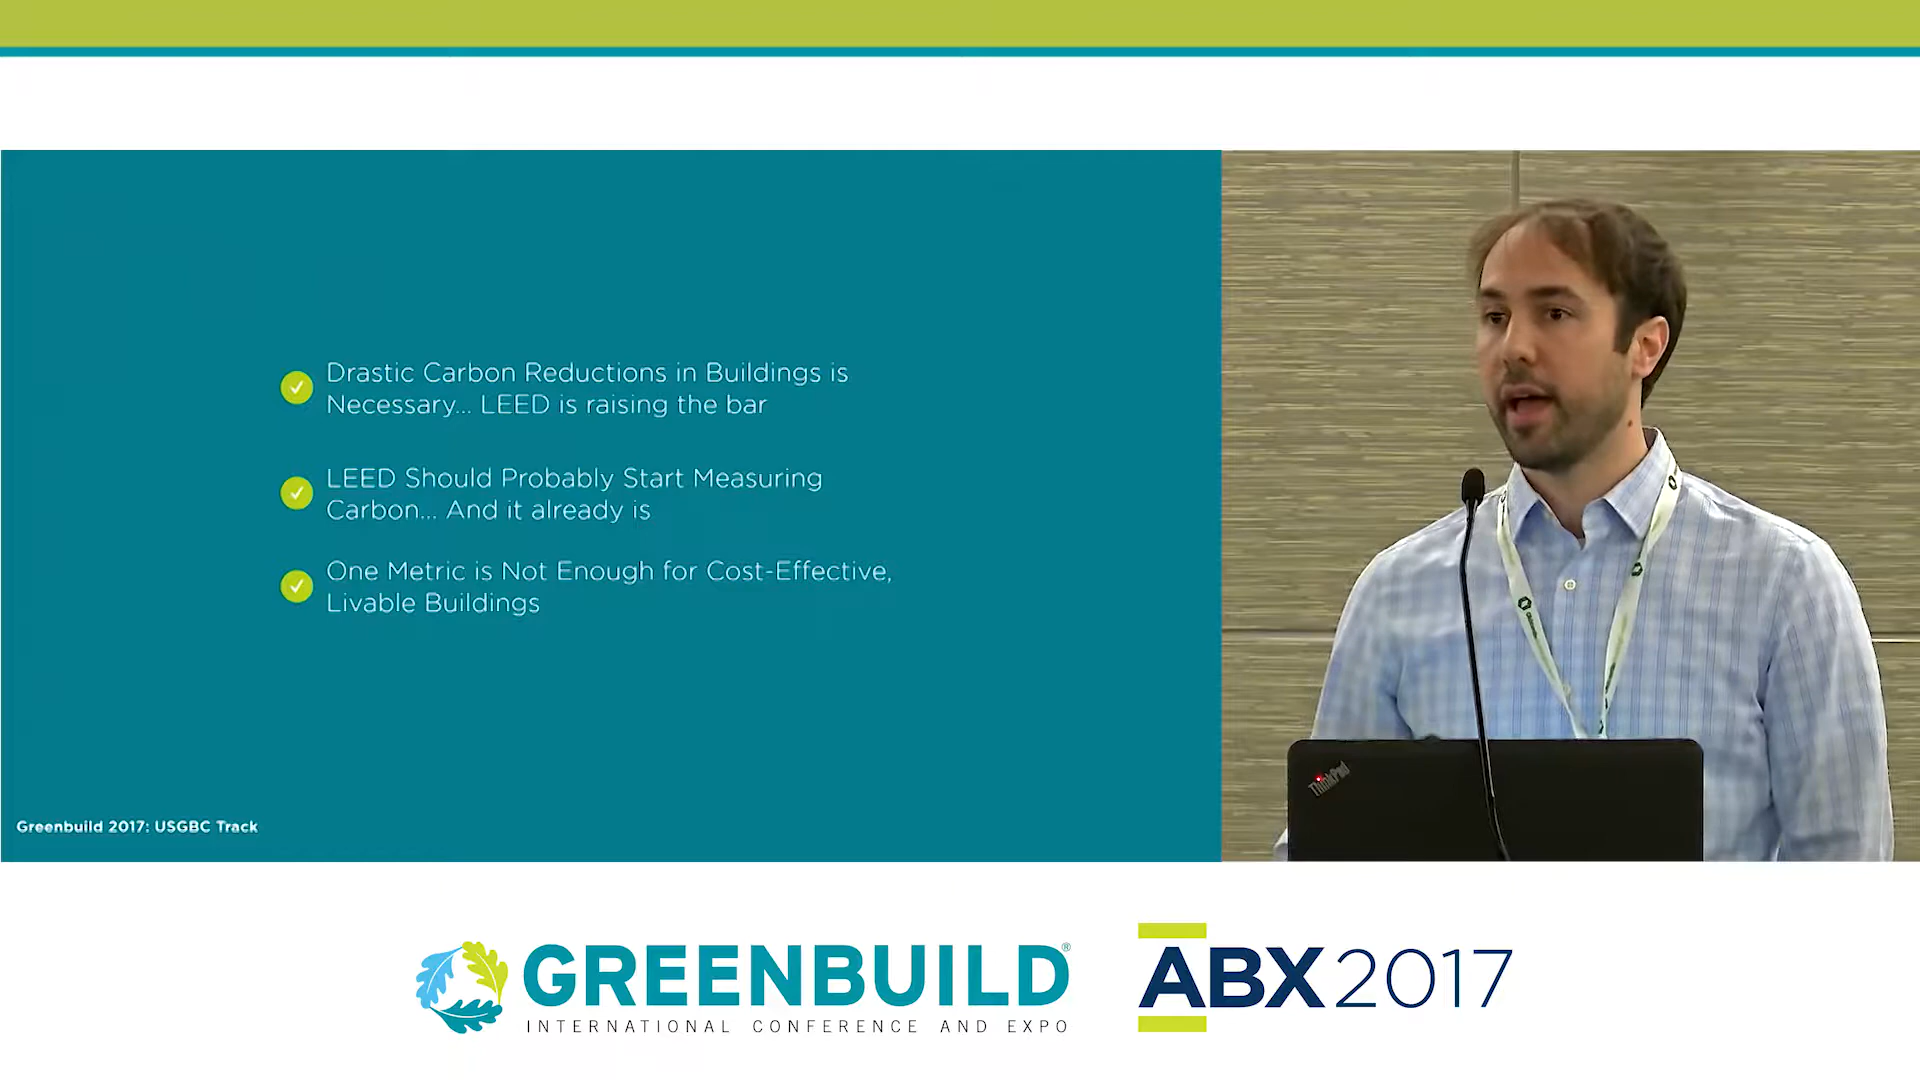 Drastic Carbon Reductions in Buildings is
Necessary... LEED is raising the bar
LEED Should Probably Start Measuring
Carbon... And it already is
One Metric is Not Enough for Cost-Effective,
Livable Buildings
Greenbuild 2017: USGBC Track
ThinkPad
GREENBUILD®
INTERNATIONAL CONFERENCE AND EXPO
ABX2017